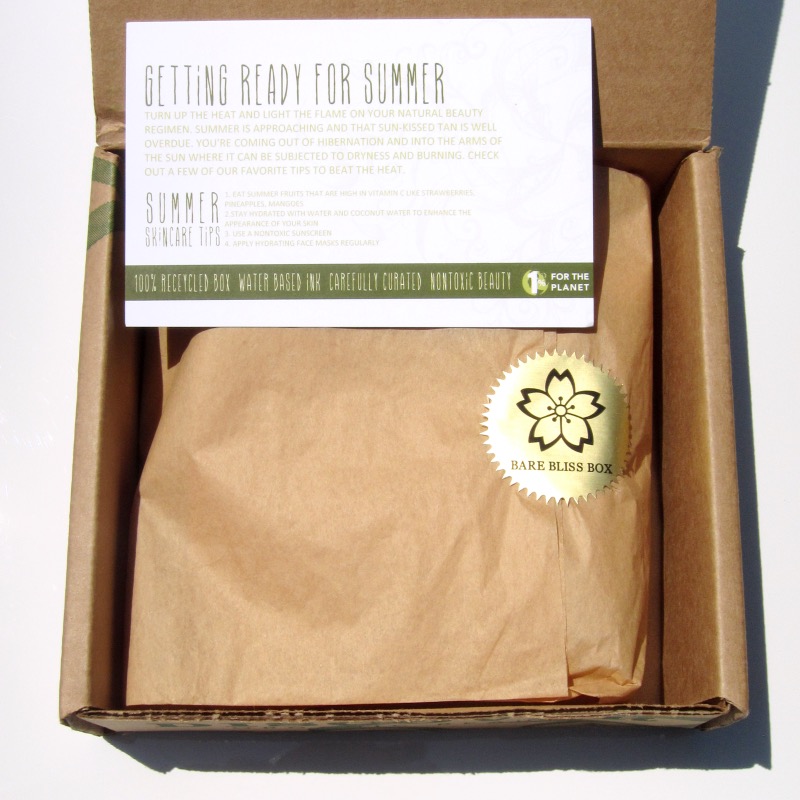 GETTING READY FOR SUMMER
TURN UP THE HEAT AND LIGHT THE FLAME ON YOUR NATURAL BEAUTY
REGIMEN. SUMMER IS APPROACHING AND THAT SUN-KISSED TAN IS WELL
OVERDUE. YOU'RE COMING OUT OF HIBERNATION AND INTO THE ARMS OF
THE SUN WHERE IT CAN BE SUBJECTED TO DRYNESS AND BURNING. CHECK
OUT A FEW OF OUR FAVORITE TIPS TO BEAT THE HEAT.
SUMMER
SKINCARE TIPS
1. EAT SUMMER FRUITS THAT ARE HIGH IN VITAMIN C LIKE STRAWBERRIES,
PINEAPPLES, MANGOES
2.STAY HYDRATED WITH WATER AND COCONUT WATER TO ENHANCE THE
APPEARANCE OF YOUR SKIN
3. USE A NONTOXIC SUNSCREEN
4. APPLY HYDRATING FACE MASKS REGULARLY
100% RECYCLED BOX WATER BASED INK CAREFULLY CURATED NONTOXIC BEAUTY
1% FOR THE
PLANET
BARE BLISS BOX